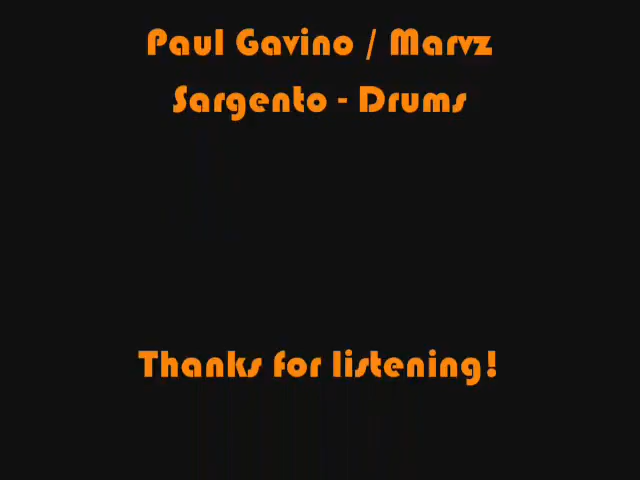 Paul Gavino / Marvz
Sargento - Drums
Thanks for listening!